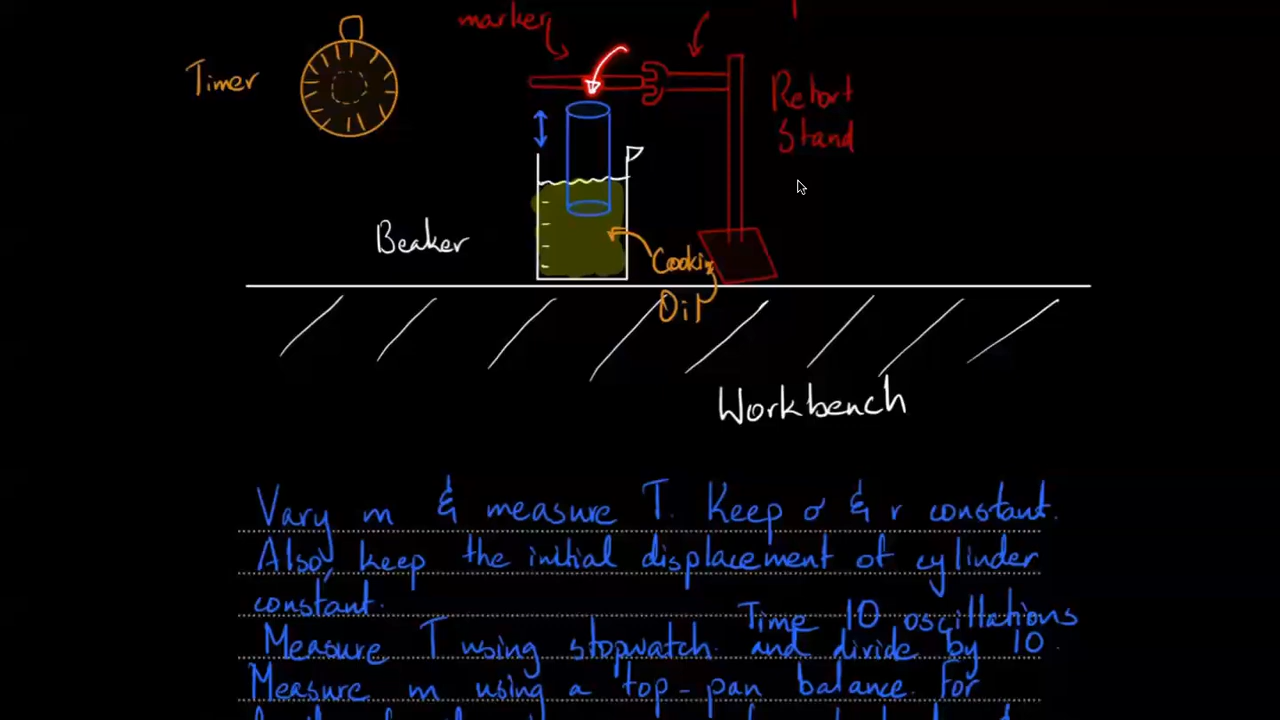 marker
Timer
Retort
Stand
Beaker
Cooking
Oil
Workbench
Vary m & measure T. Keep σ & r constant.
Also, keep the initial displacement of cylinder
constant.
Time 10 oscillations
Measure T using stopwatch. and divide by 10.
Measure m using a top-pan balance. For